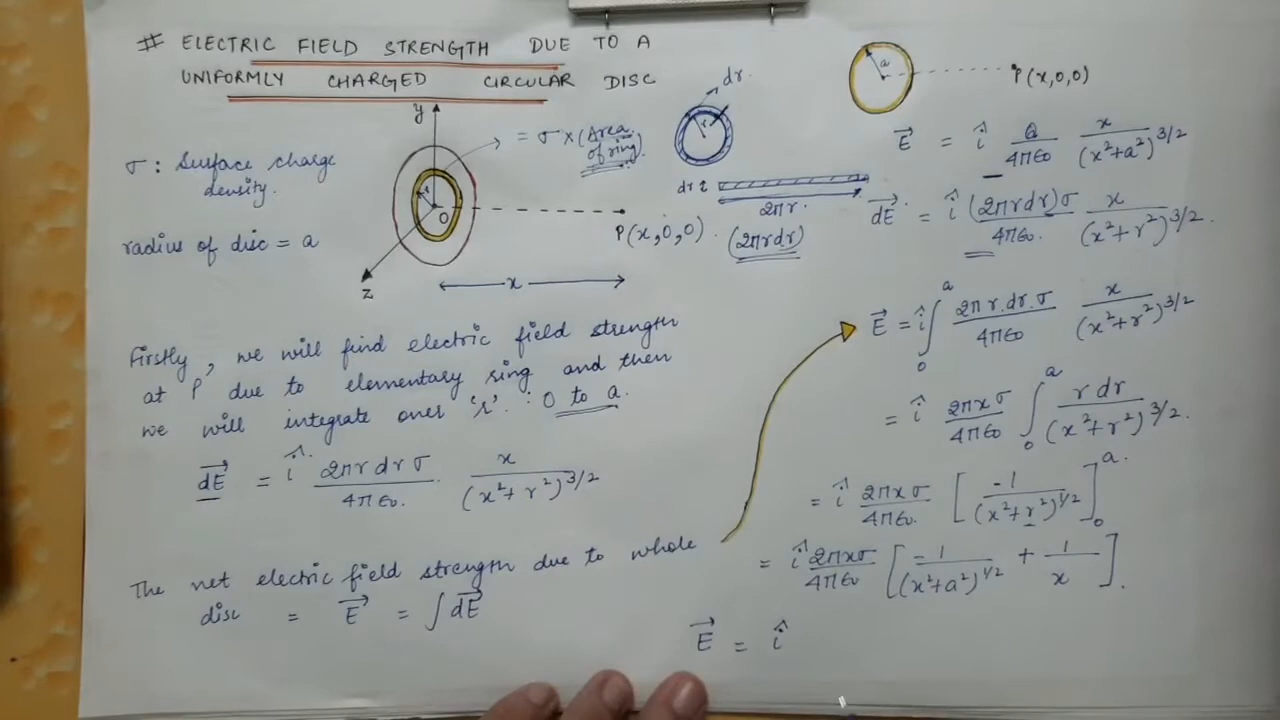 # ELECTRIC FIELD STRENGTH DUE TO A
UNIFORMLY CHARGED CIRCULAR DISC
σ : Surface charge
density.
radius of disc = a
y
r
O
z
= σ × (Area
of ring)
P(x,0,0).
x
dr
r
dr
2πr.
(2πrdr)
Firstly, we will find electric field strength
at P due to elementary ring and then
we will integrate over 'r'. : 0 to a.
dE⃗ = î 2πr dr σ / 4πε₀ x / (x² + r²)^3/2
The net electric field strength due to whole
disc = E⃗ = ∫ dE⃗
a
P(x,0,0)
E⃗ = î Q / 4πε₀ x / (x² + a²)^3/2
dE⃗ = î (2πrdr)σ / 4πε₀. x / (x² + r²)^3/2.
E⃗ = î ∫₀^a 2πr.dr.σ / 4πε₀ x / (x² + r²)^3/2
= î 2πxσ / 4πε₀ ∫₀^a r dr / (x² + r²)^3/2.
= î 2πxσ / 4πε₀ [-1 / (x² + r²)^1/2]₀^a.
= î 2πxσ / 4πε₀ [-1 / (x² + a²)^1/2 + 1 / x].
E⃗ = î